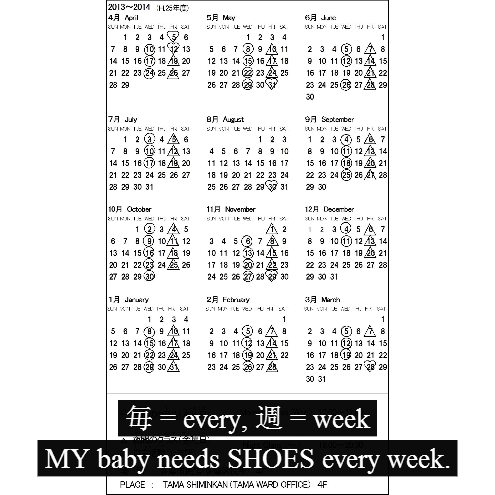 2013～2014 (H25年度)
4月 April
SUN MON TUE WED THU FRI SAT
1 2 3 4 5 6
7 8 9 10 11 12 13
14 15 16 17 18 19 20
21 22 23 24 25 26 27
28 29
5月 May
SUN MON TUE WED THU FRI SAT
1 2 3 4
5 6 7 8 9 10 11
12 13 14 15 16 17 18
19 20 21 22 23 24 25
26 27 28 29 30 31
6月 June
SUN MON TUE WED THU FRI SAT
1
2 3 4 5 6 7 8
9 10 11 12 13 14 15
16 17 18 19 20 21 22
23 24 25 26 27 28 29
30
7月 July
SUN MON TUE WED THU FRI SAT
1 2 3 4 5 6
7 8 9 10 11 12 13
14 15 16 17 18 19 20
21 22 23 24 25 26 27
28 29 30 31
8月 August
SUN MON TUE WED THU FRI SAT
1 2 3
4 5 6 7 8 9 10
11 12 13 14 15 16 17
18 19 20 21 22 23 24
25 26 27 28 29 30 31
9月 September
SUN MON TUE WED THU FRI SAT
1 2 3 4 5 6 7
8 9 10 11 12 13 14
15 16 17 18 19 20 21
22 23 24 25 26 27 28
29 30
10月 October
SUN MON TUE WED THU FRI SAT
1 2 3 4 5
6 7 8 9 10 11 12
13 14 15 16 17 18 19
20 21 22 23 24 25 26
27 28 29 30 31
11月 November
SUN MON TUE WED THU FRI SAT
1 2
3 4 5 6 7 8 9
10 11 12 13 14 15 16
17 18 19 20 21 22 23
24 25 26 27 28 29 30
12月 December
SUN MON TUE WED THU FRI SAT
1 2 3 4 5 6 7
8 9 10 11 12 13 14
15 16 17 18 19 20 21
22 23 24 25 26 27 28
29 30 31
1月 January
SUN MON TUE WED THU FRI SAT
1 2 3 4
5 6 7 8 9 10 11
12 13 14 15 16 17 18
19 20 21 22 23 24 25
26 27 28 29 30 31
2月 February
SUN MON TUE WED THU FRI SAT
1
2 3 4 5 6 7 8
9 10 11 12 13 14 15
16 17 18 19 20 21 22
23 24 25 26 27 28
3月 March
SUN MON TUE WED THU FRI SAT
1
2 3 4 5 6 7 8
9 10 11 12 13 14 15
16 17 18 19 20 21 22
23 24 25 26 27 28 29
30 31
毎 = every, 週 = week
MY baby needs SHOES every week.
PLACE : TAMA SHIMINKAN (TAMA WARD OFFICE) 4F